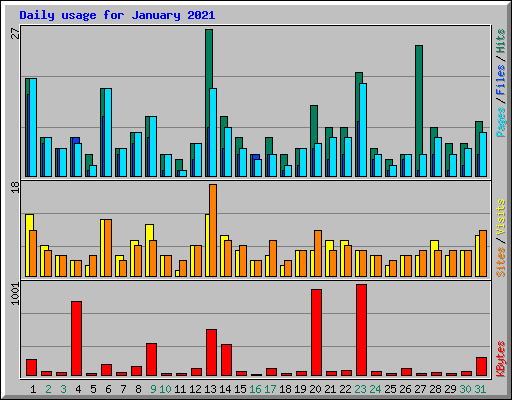 Daily usage for January 2021
27
Pages / Files / Hits
18
Sites / Visits
1001
KBytes
1 2 3 4 5 6 7 8 9 10 11 12 13 14 15 16 17 18 19 20 21 22 23 24 25 26 27 28 29 30 31